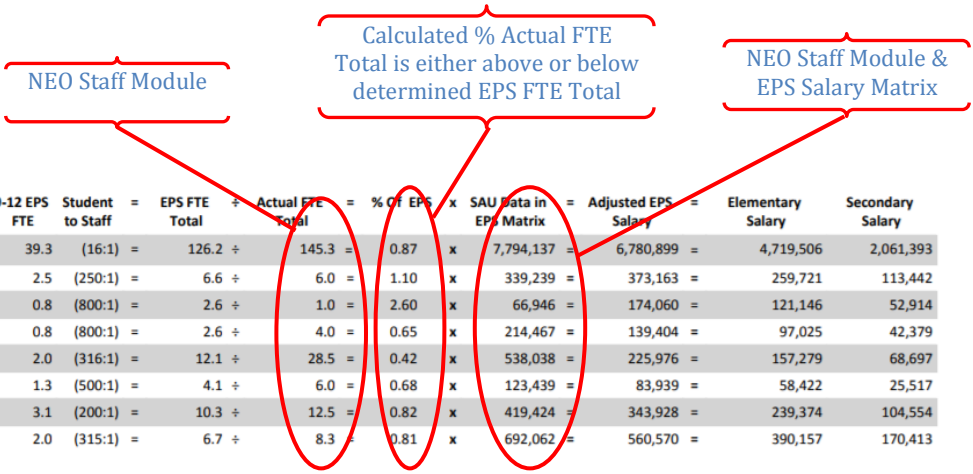 Calculated % Actual FTE
Total is either above or below
determined EPS FTE Total
NEO Staff Module
NEO Staff Module &
EPS Salary Matrix
-12 EPS FTE Student to Staff = EPS FTE Total ÷ Actual FTE Total = % Of EPS x SAU Data in EPS Matrix = Adjusted EPS Salary = Elementary Salary Secondary Salary
39.3 (16:1) = 126.2 ÷ 145.3 = 0.87 x 7,794,137 = 6,780,899 = 4,719,506 2,061,393
2.5 (250:1) = 6.6 ÷ 6.0 = 1.10 x 339,239 = 373,163 = 259,721 113,442
0.8 (800:1) = 2.6 ÷ 1.0 = 2.60 x 66,946 = 174,060 = 121,146 52,914
0.8 (800:1) = 2.6 ÷ 4.0 = 0.65 x 214,467 = 139,404 = 97,025 42,379
2.0 (316:1) = 12.1 ÷ 28.5 = 0.42 x 538,038 = 225,976 = 157,279 68,697
1.3 (500:1) = 4.1 ÷ 6.0 = 0.68 x 123,439 = 83,939 = 58,422 25,517
3.1 (200:1) = 10.3 ÷ 12.5 = 0.82 x 419,424 = 343,928 = 239,374 104,554
2.0 (315:1) = 6.7 ÷ 8.3 = 0.81 x 692,062 = 560,570 = 390,157 170,413